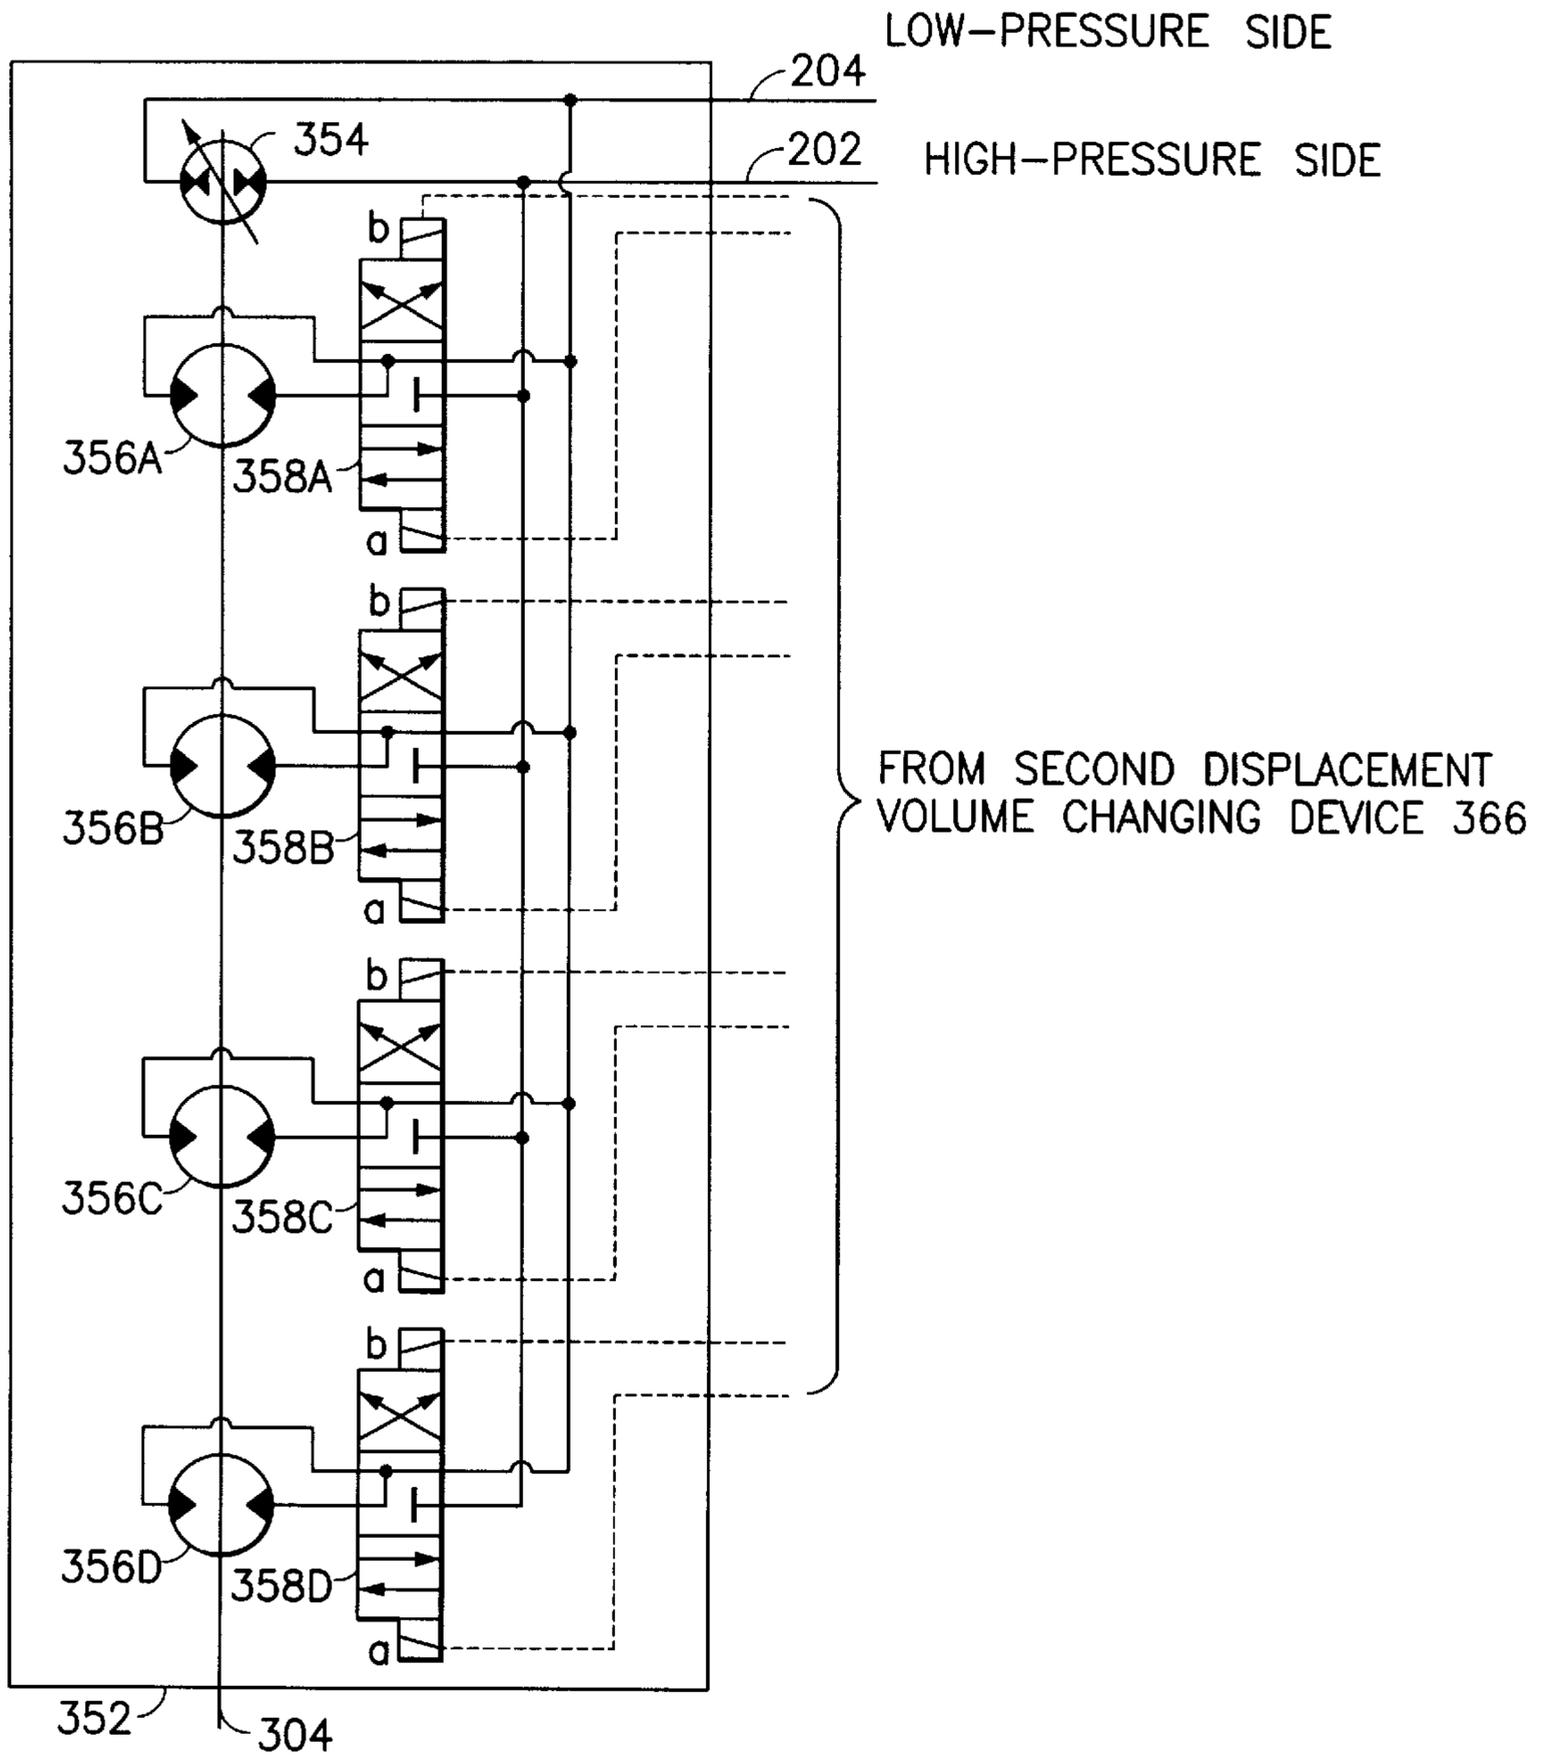 LOW-PRESSURE SIDE
204
354
202
HIGH-PRESSURE SIDE
b
356A
358A
a
b
FROM SECOND DISPLACEMENT
VOLUME CHANGING DEVICE 366
356B
358B
a
b
356C
358C
a
b
356D
358D
a
352
304